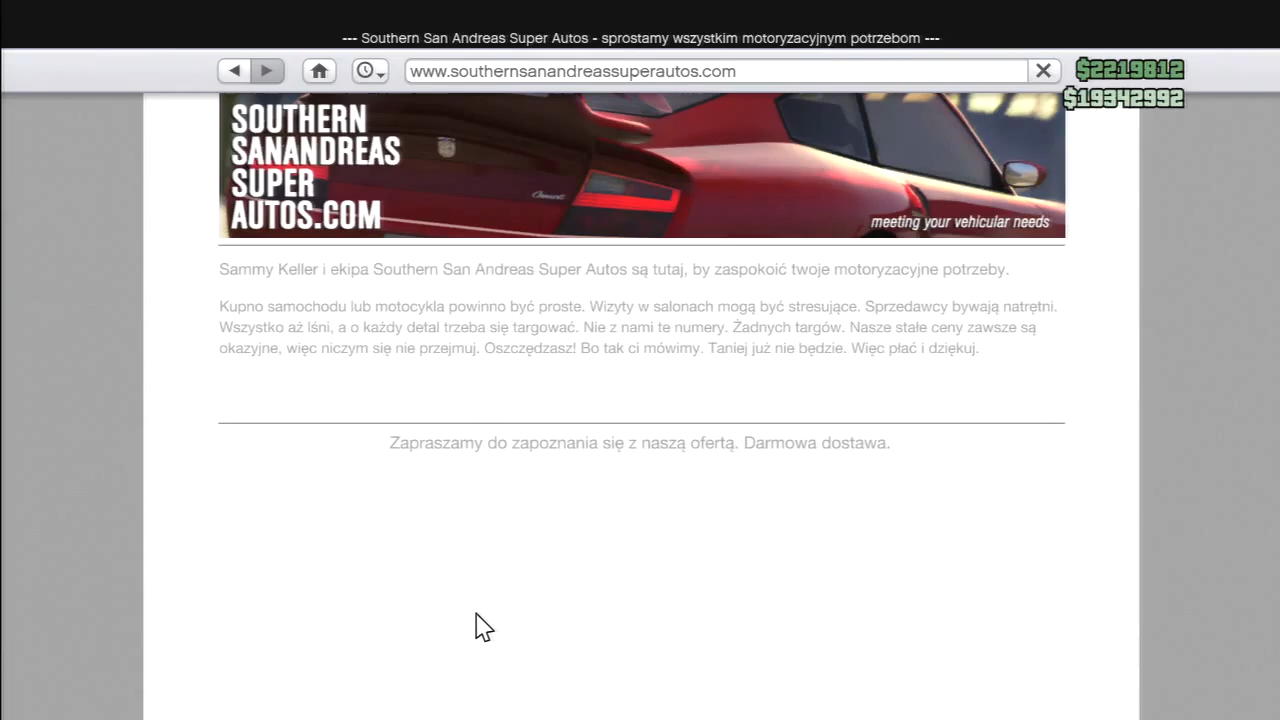 --- Southern San Andreas Super Autos - sprostamy wszystkim motoryzacyjnym potrzebom ---
www.southernsanandreassuperautos.com
$2219812
$19342992
SOUTHERN
SANANDREAS
SUPER
AUTOS.COM
meeting your vehicular needs
Sammy Keller i ekipa Southern San Andreas Super Autos są tutaj, by zaspokoić twoje motoryzacyjne potrzeby.
Kupno samochodu lub motocykla powinno być proste. Wizyty w salonach mogą być stresujące. Sprzedawcy bywają natrętni.
Wszystko aż lśni, a o każdy detal trzeba się targować. Nie z nami te numery. Żadnych targów. Nasze stałe ceny zawsze są
okazyjne, więc niczym się nie przejmuj. Oszczędzasz! Bo tak ci mówimy. Taniej już nie będzie. Więc płać i dziękuj.
Zapraszamy do zapoznania się z naszą ofertą. Darmowa dostawa.